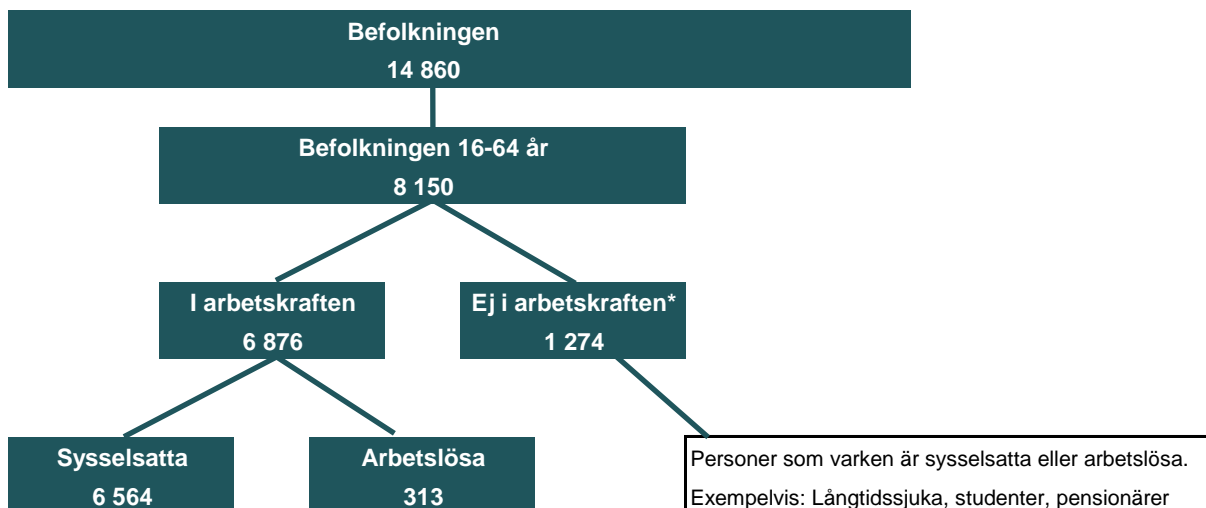 Befolkningen
14 860
Befolkningen 16-64 år
8 150
I arbetskraften
6 876
Ej i arbetskraften*
1 274
Sysselsatta
6 564
Arbetslösa
313
Personer som varken är sysselsatta eller arbetslösa.
Exempelvis: Långtidssjuka, studenter, pensionärer